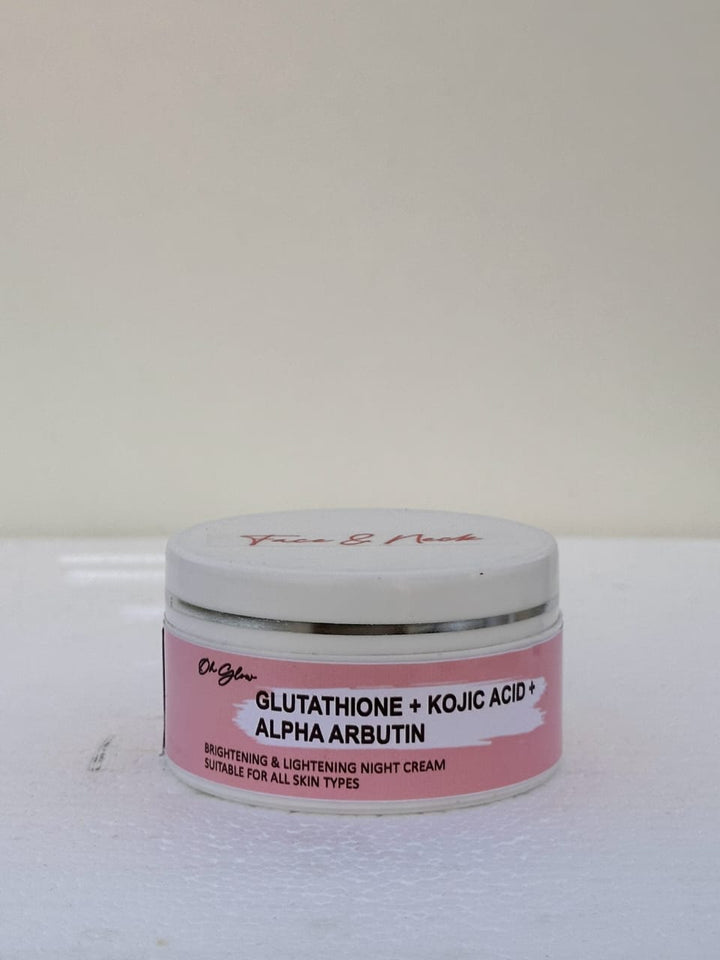 Face & Neck
Oh Glow
GLUTATHIONE + KOJIC ACID +
ALPHA ARBUTIN
BRIGHTENING & LIGHTENING NIGHT CREAM
SUITABLE FOR ALL SKIN TYPES